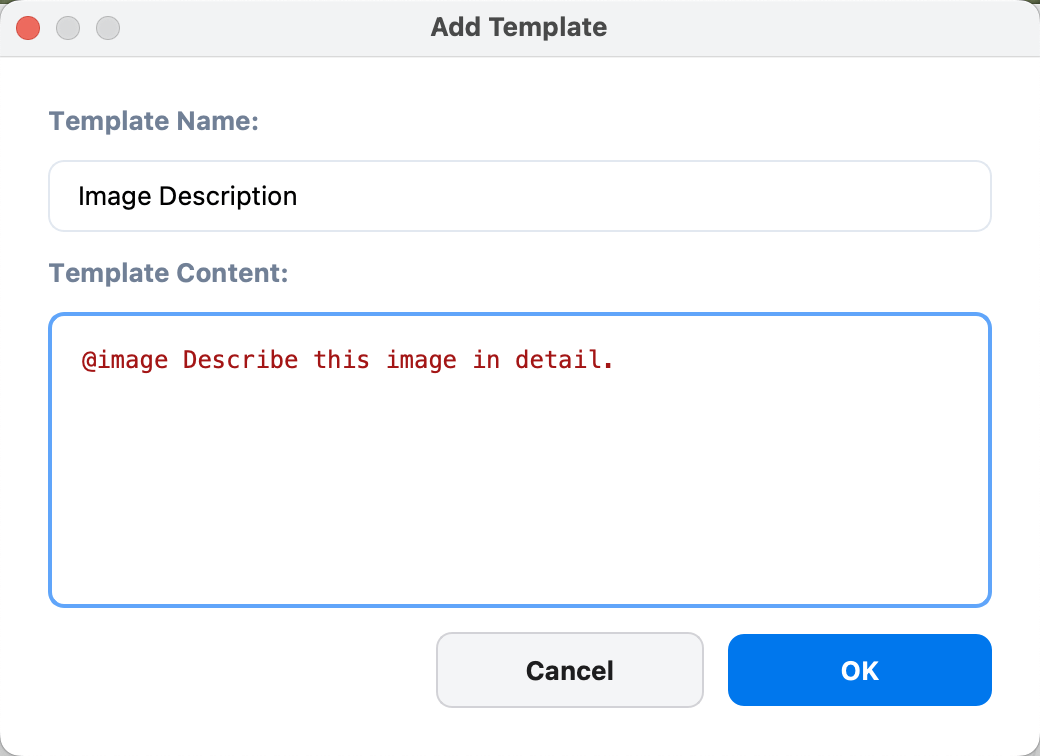 Add Template
Template Name:
Image Description
Template Content:
@image Describe this image in detail.
Cancel
OK